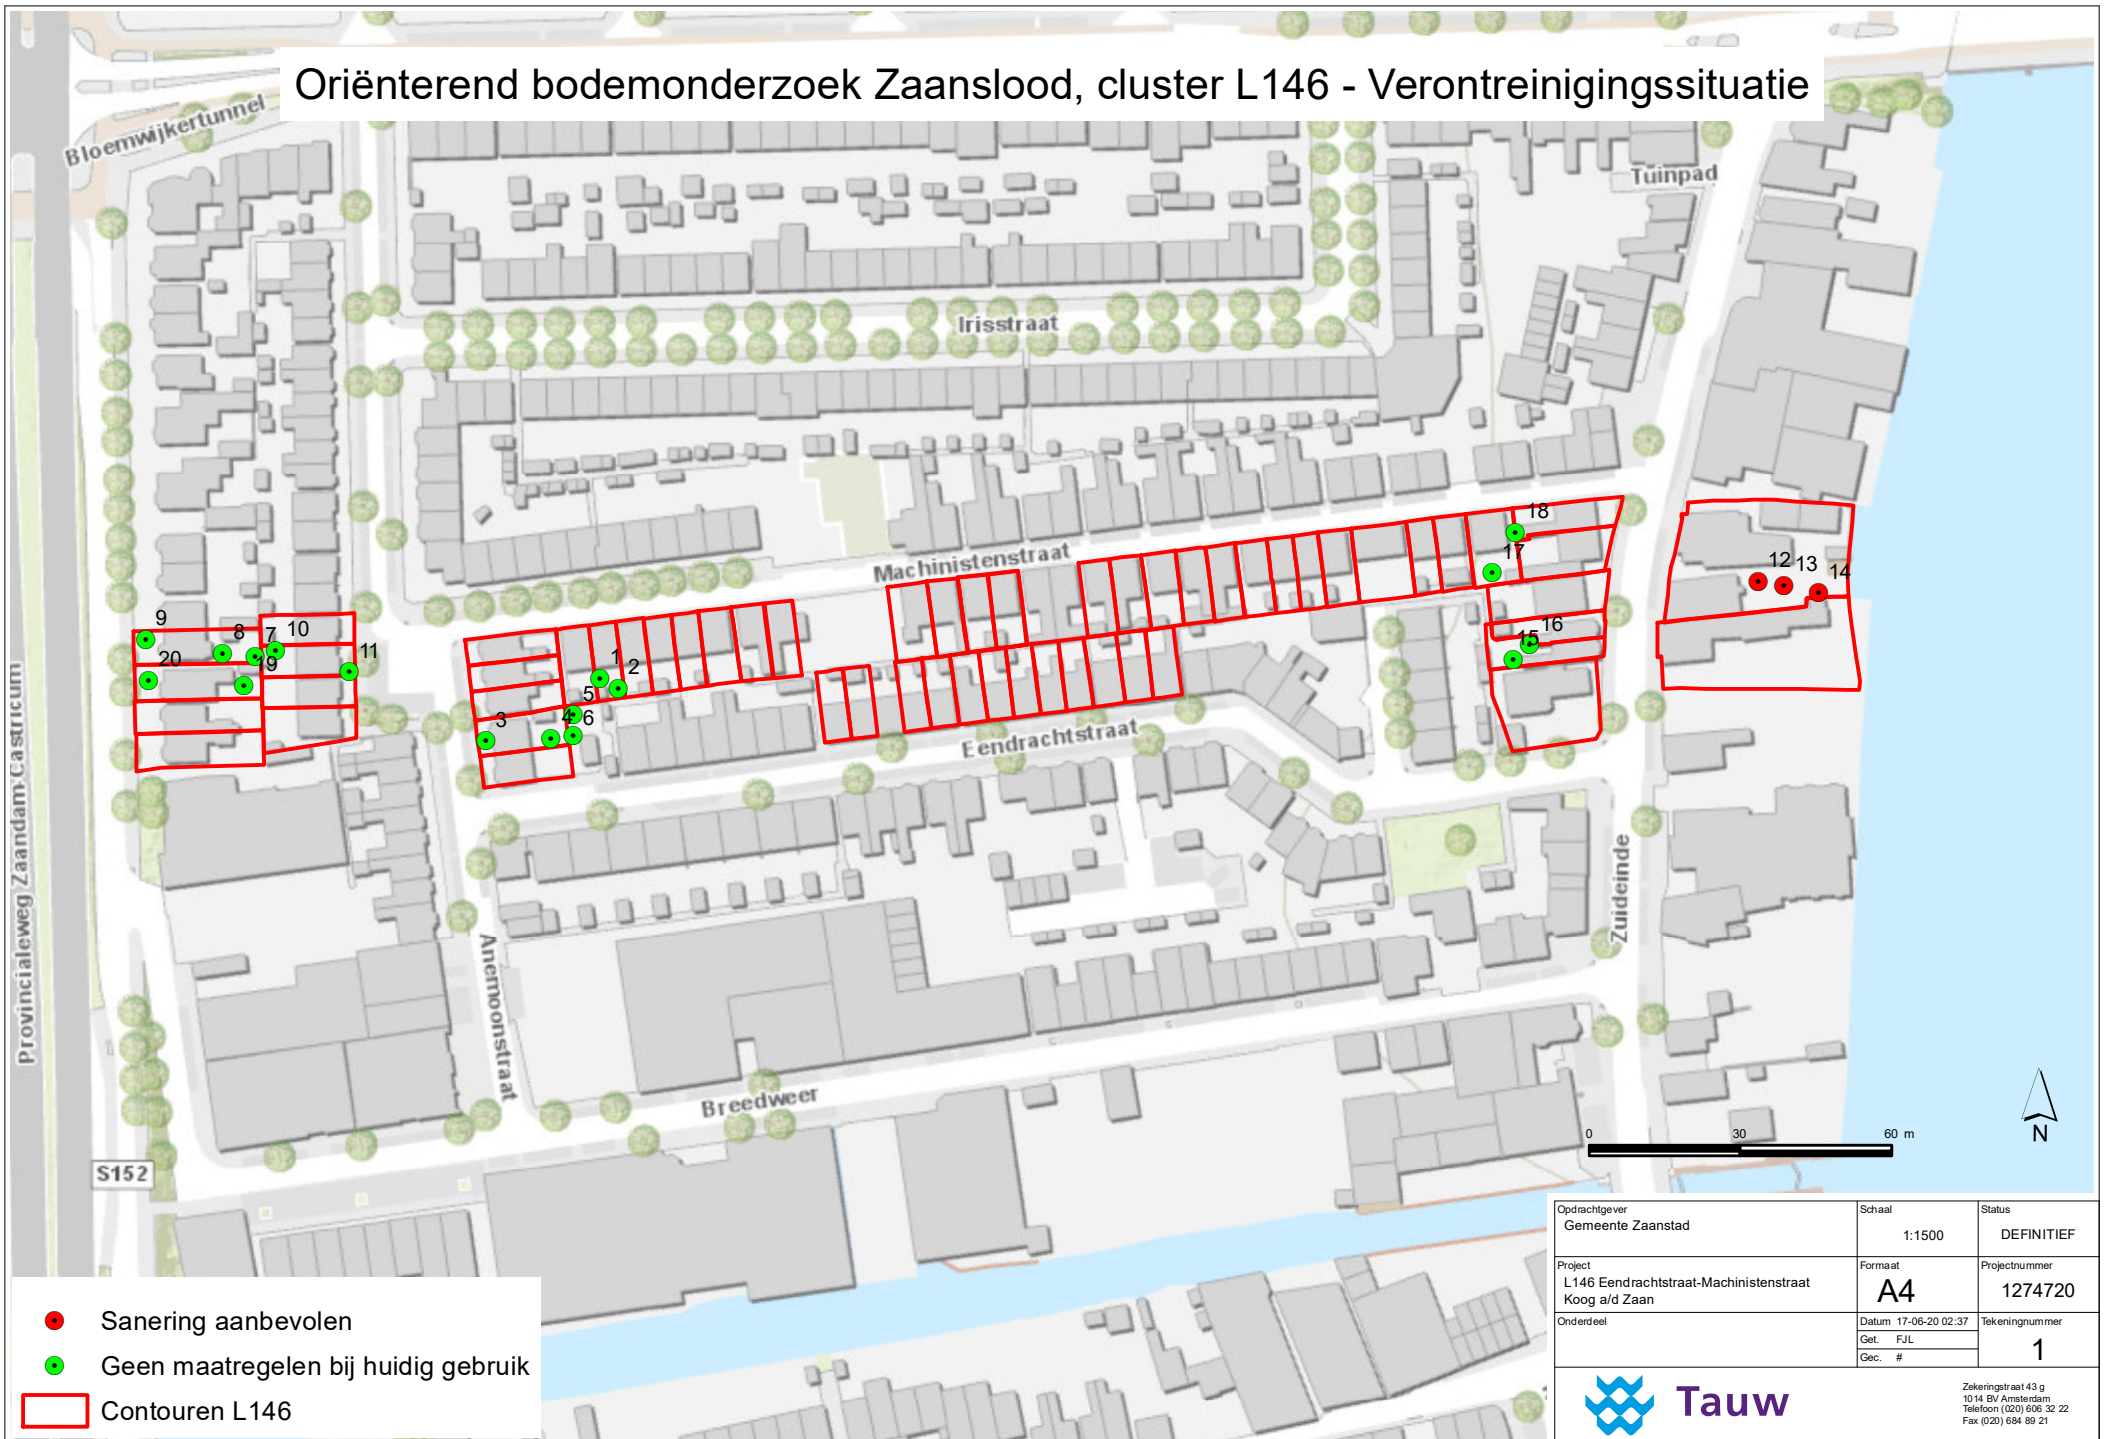 Oriënterend bodemonderzoek Zaanslood, cluster L146 - Verontreinigingssituatie
Bloemwijkertunnel
Tuinpad
Irisstraat
Machinistenstraat
Eendrachtstraat
Provincialeweg Zaandam-Castricum
Anemoonstraat
Zuideinde
Breedweer
S152
18
17
12
13
14
9
8
7
10
11
20
19
1
2
5
3
4
6
16
15
0
30
60 m
N
Sanering aanbevolen
Geen maatregelen bij huidig gebruik
Contouren L146
Opdrachtgever
Gemeente Zaanstad
Schaal
1:1500
Status
DEFINITIEF
Project
L146 Eendrachtstraat-Machinistenstraat
Koog a/d Zaan
Formaat
A4
Projectnummer
1274720
Onderdeel
Datum 17-06-20 02:37
Get. FJL
Gec. #
Tekeningnummer
1
Tauw
Zekeringstraat 43 g
1014 BV Amsterdam
Telefoon (020) 606 32 22
Fax (020) 684 89 21